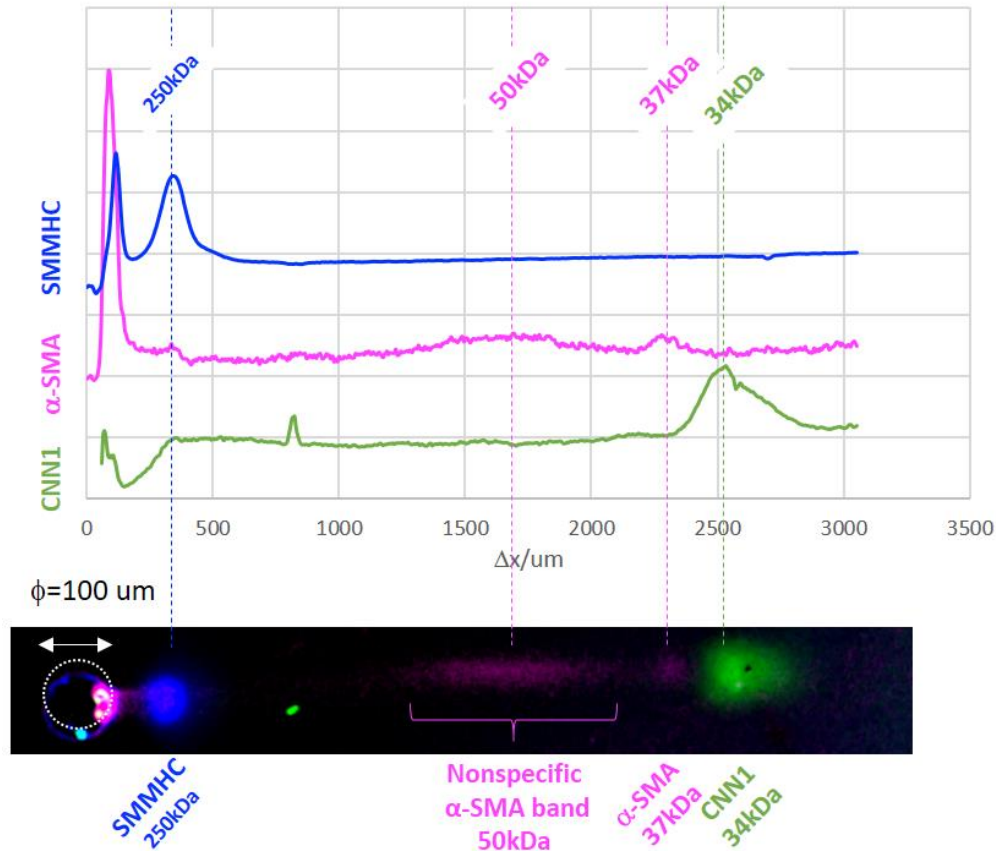 250kDa
50kDa
37kDa
34kDa
SMMHC
α-SMA
CNN1
0 500 1000 1500 2000 2500 3000 3500
Δx/um
ϕ=100 um
SMMHC
250kDa
Nonspecific
α-SMA band
50kDa
α-SMA
37kDa
CNN1
34kDa